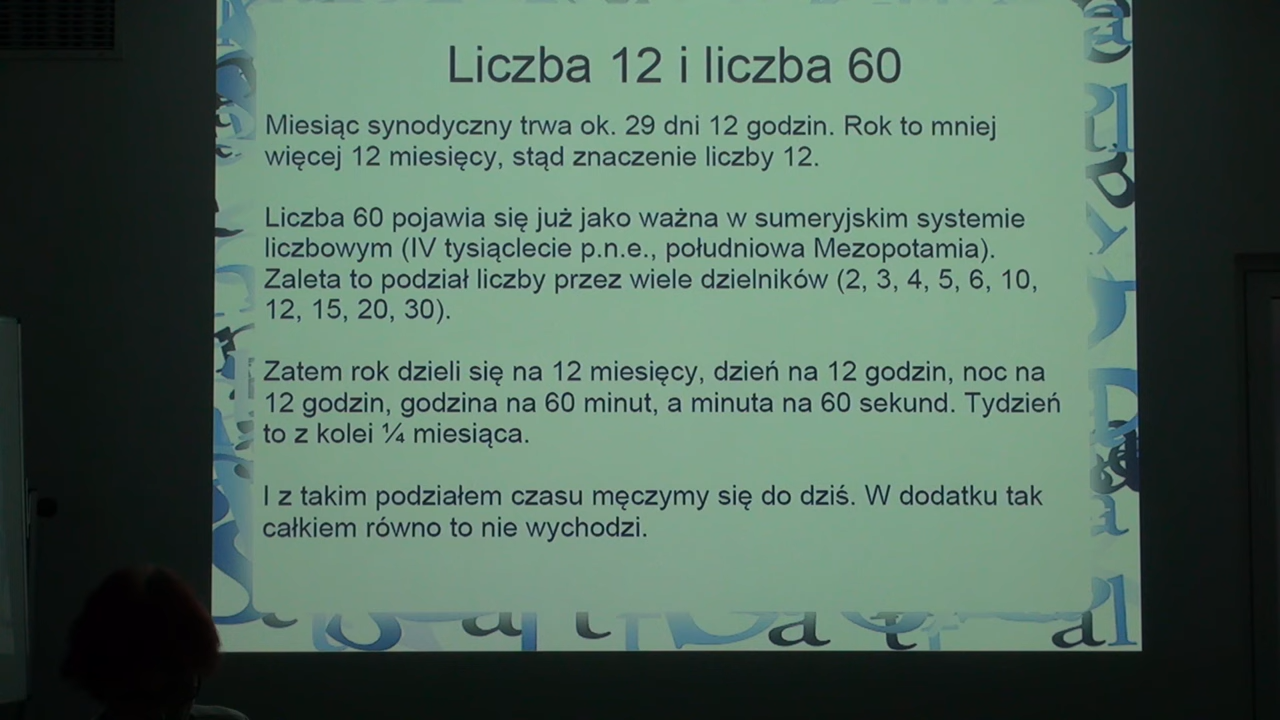 Liczba 12 i liczba 60
Miesiąc synodyczny trwa ok. 29 dni 12 godzin. Rok to mniej
więcej 12 miesięcy, stąd znaczenie liczby 12.
Liczba 60 pojawia się już jako ważna w sumeryjskim systemie
liczbowym (IV tysiąclecie p.n.e., południowa Mezopotamia).
Zaleta to podział liczby przez wiele dzielników (2, 3, 4, 5, 6, 10,
12, 15, 20, 30).
Zatem rok dzieli się na 12 miesięcy, dzień na 12 godzin, noc na
12 godzin, godzina na 60 minut, a minuta na 60 sekund. Tydzień
to z kolei ¼ miesiąca.
I z takim podziałem czasu męczymy się do dziś. W dodatku tak
całkiem równo to nie wychodzi.